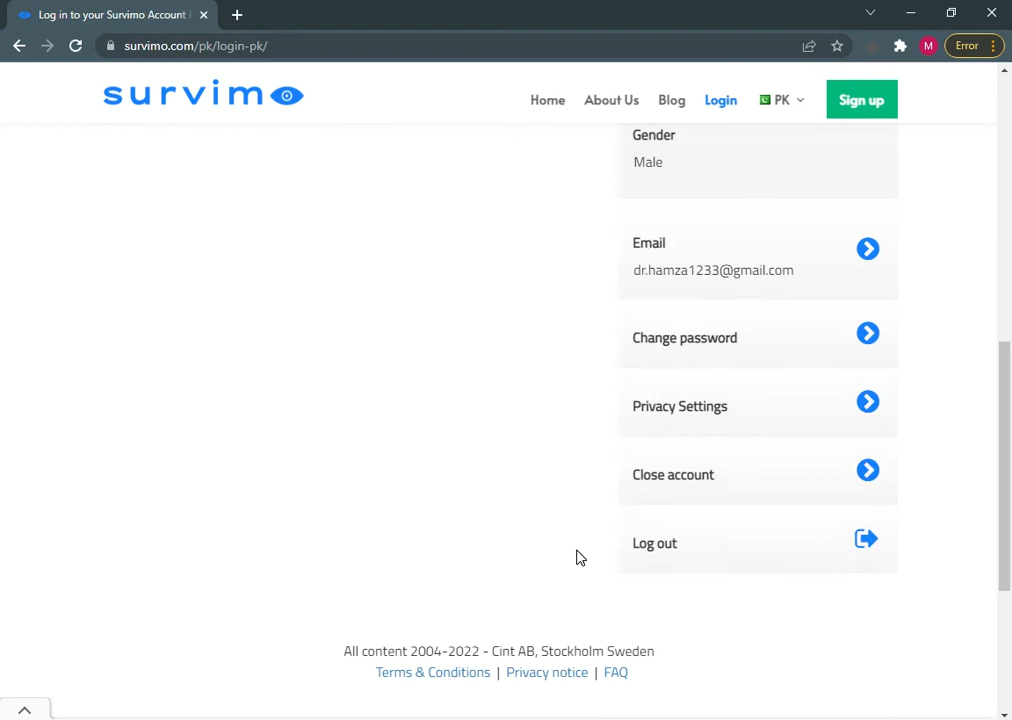 Log in to your Survimo Account
survimo.com/pk/login-pk/
M
Error
survimo
Home
About Us
Blog
Login
PK
Sign up
Gender
Male
Email
dr.hamza1233@gmail.com
Change password
Privacy Settings
Close account
Log out
All content 2004-2022 - Cint AB, Stockholm Sweden
Terms & Conditions | Privacy notice | FAQ